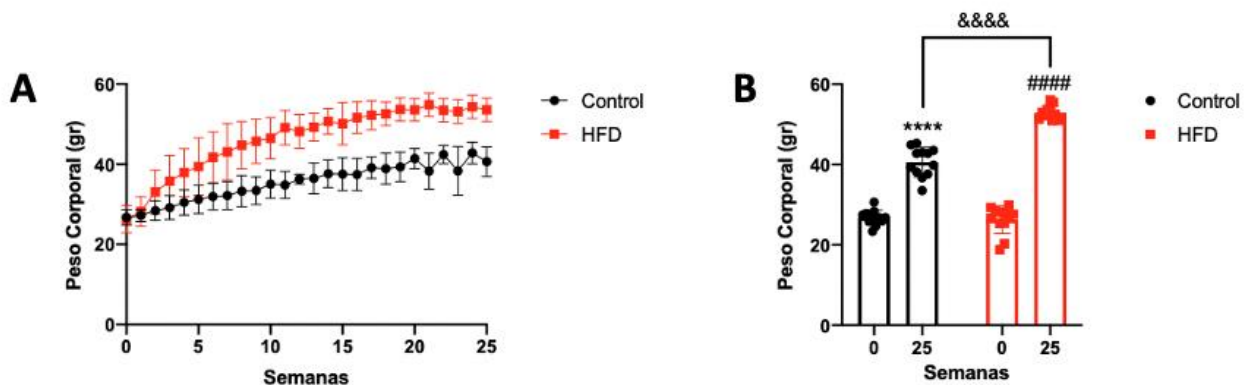 A
Peso Corporal (gr)
60
40
20
0
0
5
10
15
20
25
Semanas
Control
HFD
B
&&&&
####
****
Peso Corporal (gr)
60
40
20
0
0
25
0
25
Semanas
Control
HFD